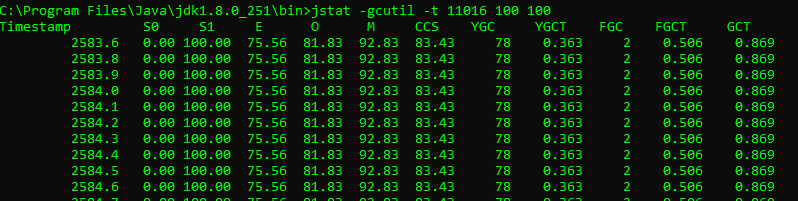 C:\Program Files\Java\jdk1.8.0_251\bin>jstat -gcutil -t 11016 100 100
Timestamp S0 S1 E O M CCS YGC YGCT FGC FGCT GCT
2583.6 0.00 100.00 75.56 81.83 92.83 83.43 78 0.363 2 0.506 0.869
2583.8 0.00 100.00 75.56 81.83 92.83 83.43 78 0.363 2 0.506 0.869
2583.9 0.00 100.00 75.56 81.83 92.83 83.43 78 0.363 2 0.506 0.869
2584.0 0.00 100.00 75.56 81.83 92.83 83.43 78 0.363 2 0.506 0.869
2584.1 0.00 100.00 75.56 81.83 92.83 83.43 78 0.363 2 0.506 0.869
2584.2 0.00 100.00 75.56 81.83 92.83 83.43 78 0.363 2 0.506 0.869
2584.3 0.00 100.00 75.56 81.83 92.83 83.43 78 0.363 2 0.506 0.869
2584.4 0.00 100.00 75.56 81.83 92.83 83.43 78 0.363 2 0.506 0.869
2584.5 0.00 100.00 75.56 81.83 92.83 83.43 78 0.363 2 0.506 0.869
2584.6 0.00 100.00 75.56 81.83 92.83 83.43 78 0.363 2 0.506 0.869